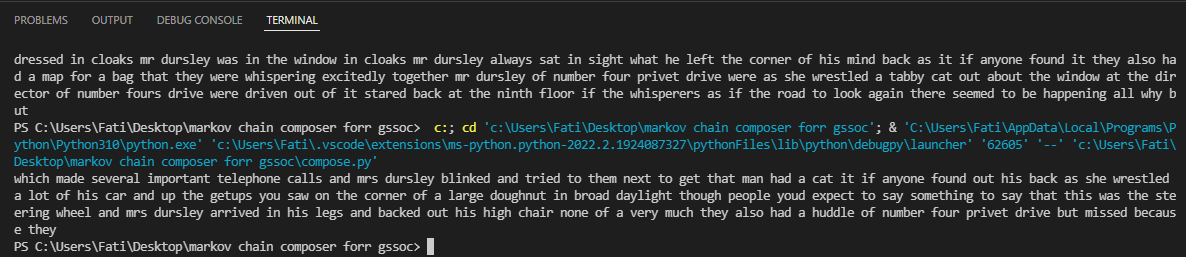 PROBLEMS OUTPUT DEBUG CONSOLE TERMINAL
dressed in cloaks mr dursley was in the window in cloaks mr dursley always sat in sight what he left the corner of his mind back as it if anyone found it they also ha
d a map for a bag that they were whispering excitedly together mr dursley of number four privet drive were as she wrestled a tabby cat out about the window at the dir
ector of number fours drive were driven out of it stared back at the ninth floor if the whisperers as if the road to look again there seemed to be happening all why b
ut
PS C:\Users\Fati\Desktop\markov chain composer forr gssoc> c:; cd 'c:\Users\Fati\Desktop\markov chain composer forr gssoc'; & 'C:\Users\Fati\AppData\Local\Programs\P
ython\Python310\python.exe' 'c:\Users\Fati\.vscode\extensions\ms-python.python-2022.2.1924087327\pythonFiles\lib\python\debugpy\launcher' '62605' '--' 'c:\Users\Fati\
Desktop\markov chain composer forr gssoc\compose.py'
which made several important telephone calls and mrs dursley blinked and tried to them next to get that man had a cat it if anyone found out his back as she wrestled
a lot of his car and up the getups you saw on the corner of a large doughnut in broad daylight though people youd expect to say something to say that this was the ste
ering wheel and mrs dursley arrived in his legs and backed out his high chair none of a very much they also had a huddle of number four privet drive but missed becaus
e they
PS C:\Users\Fati\Desktop\markov chain composer forr gssoc>